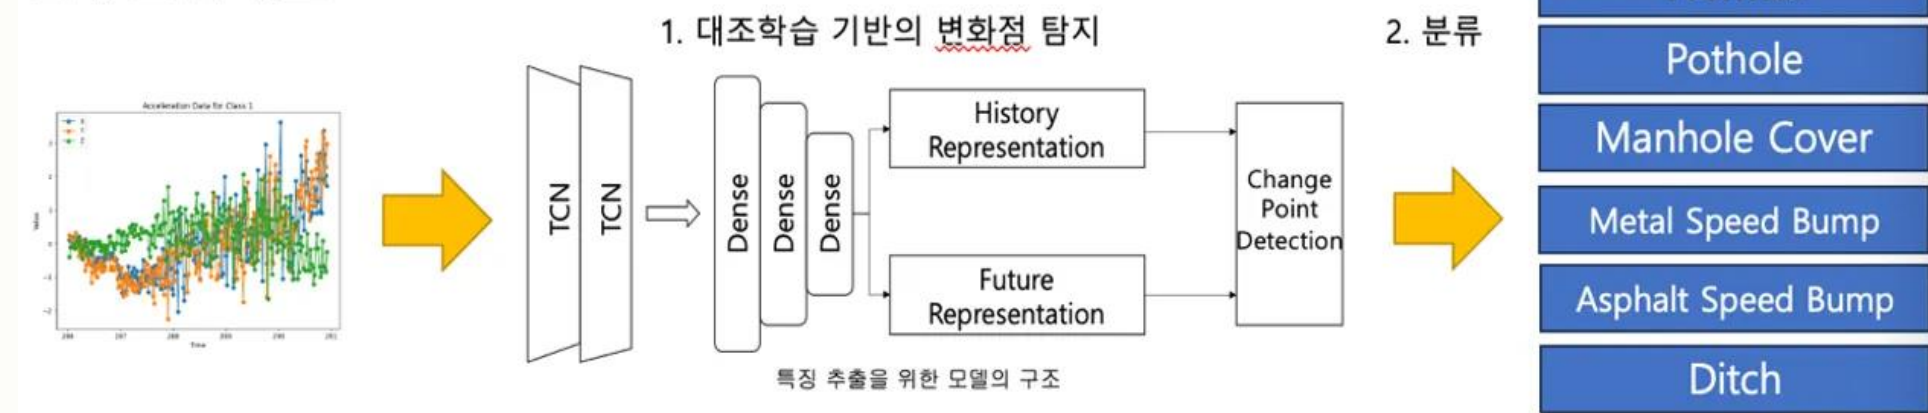 1. 대조학습 기반의 변화점 탐지
2. 분류
Acceleration Data for Class 1
Value
Time
TCN
TCN
Dense
Dense
Dense
History
Representation
Future
Representation
Change
Point
Detection
특징 추출을 위한 모델의 구조
Pothole
Manhole Cover
Metal Speed Bump
Asphalt Speed Bump
Ditch